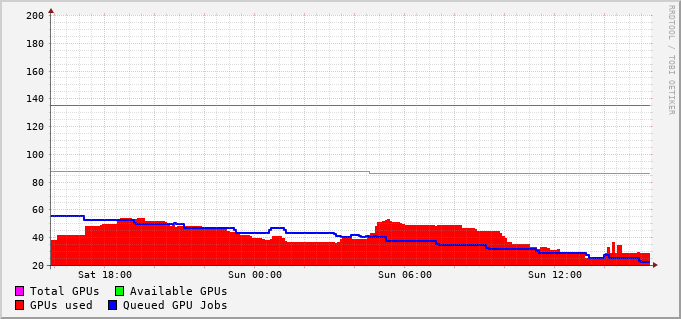 200
180
160
140
120
100
80
60
40
20
Sat 18:00 Sun 00:00 Sun 06:00 Sun 12:00
Total GPUs Available GPUs
GPUs used Queued GPU Jobs
RRDTOOL / TOBI OETIKER